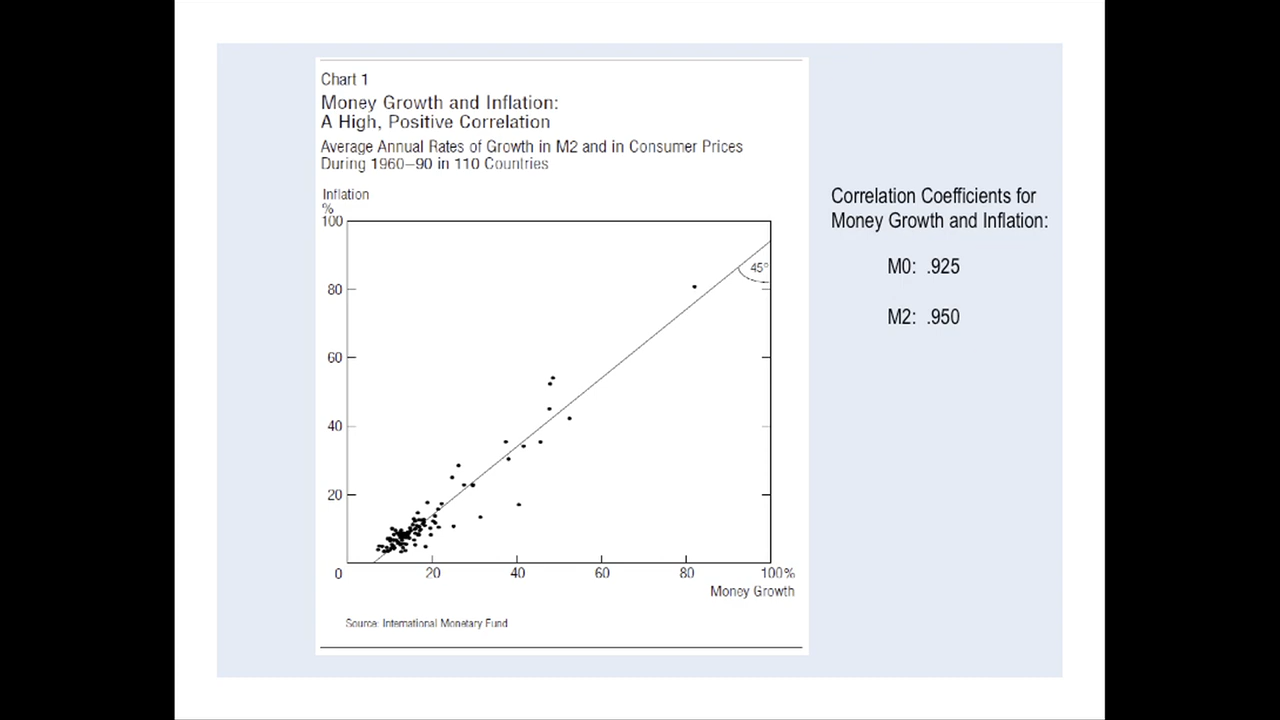 Chart 1
Money Growth and Inflation:
A High, Positive Correlation
Average Annual Rates of Growth in M2 and in Consumer Prices
During 1960–90 in 110 Countries
Inflation
%
100
80
60
40
20
45°
0 20 40 60 80 100%
Money Growth
Source: International Monetary Fund
Correlation Coefficients for
Money Growth and Inflation:
M0: .925
M2: .950